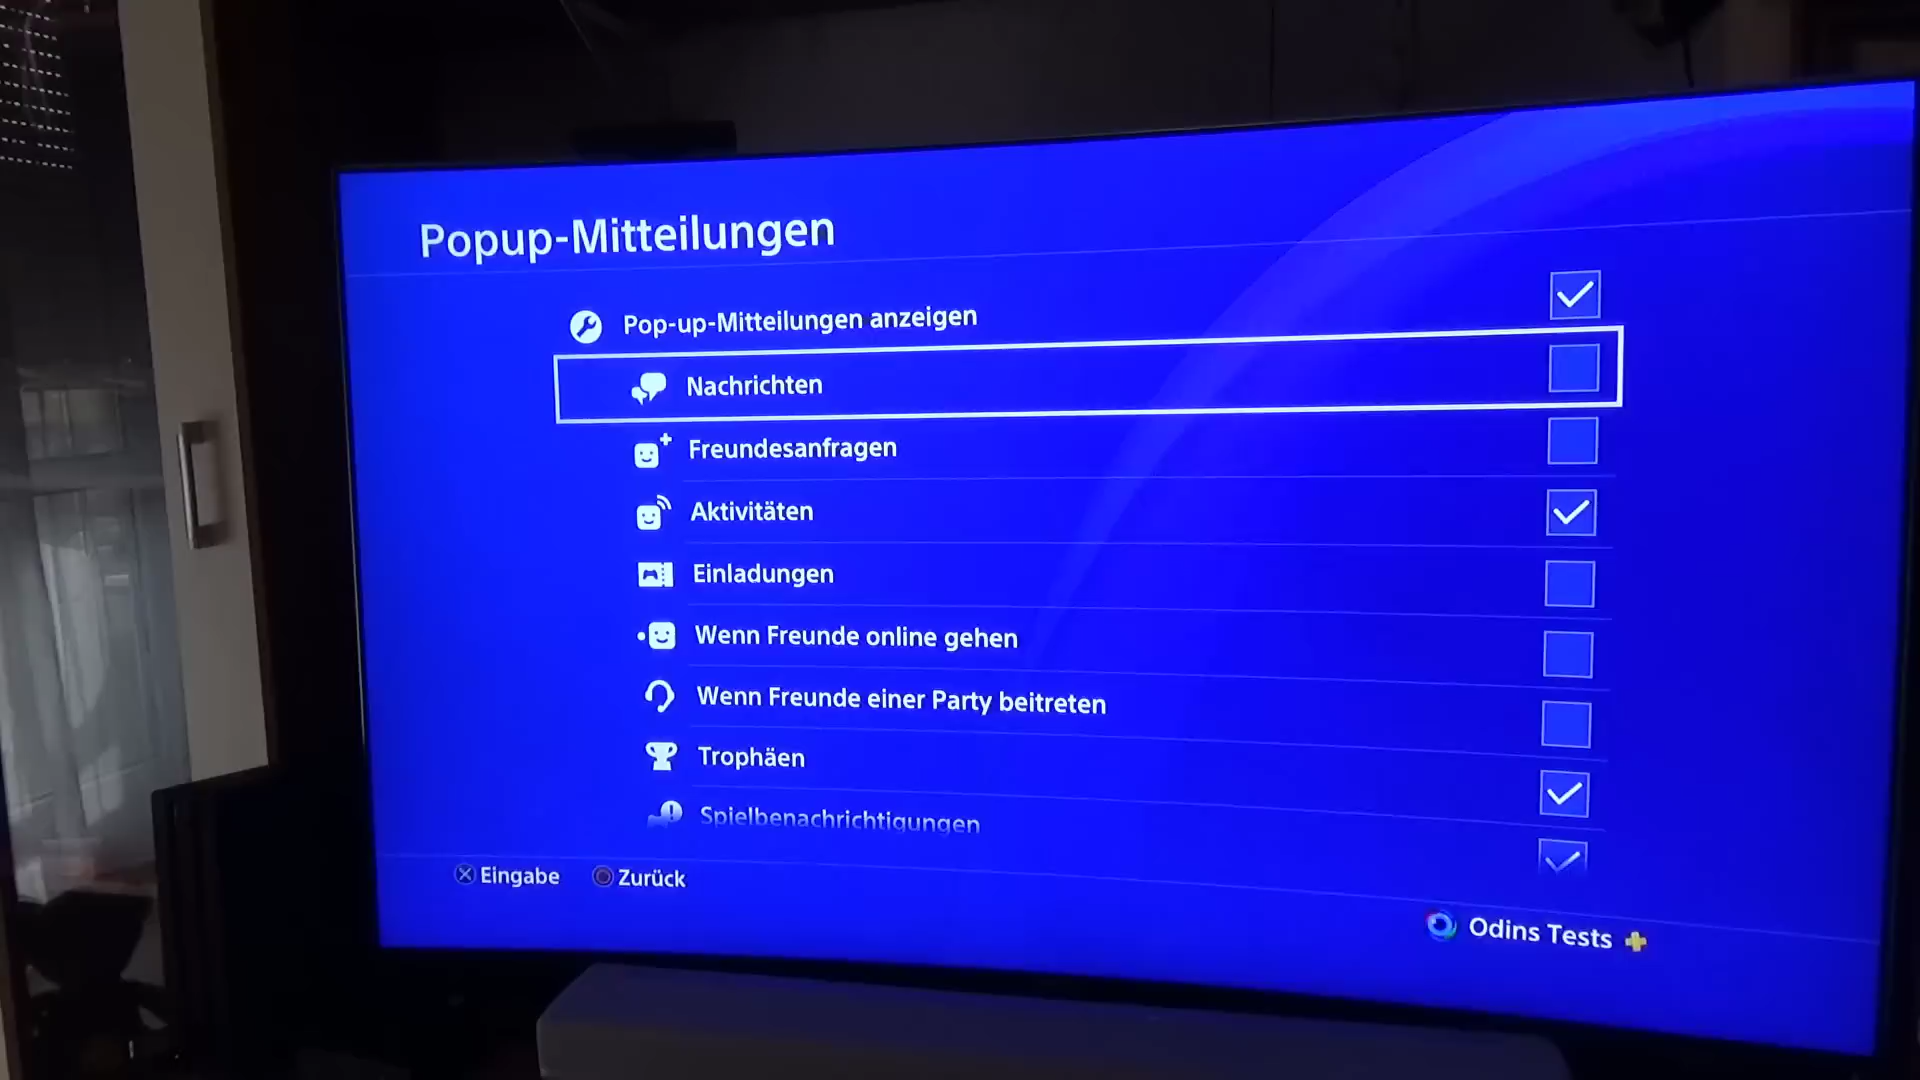 Popup-Mitteilungen
Pop-up-Mitteilungen anzeigen
Nachrichten
Freundesanfragen
Aktivitäten
Einladungen
Wenn Freunde online gehen
Wenn Freunde einer Party beitreten
Trophäen
Spielbenachrichtigungen
Eingabe Zurück
Odins Tests